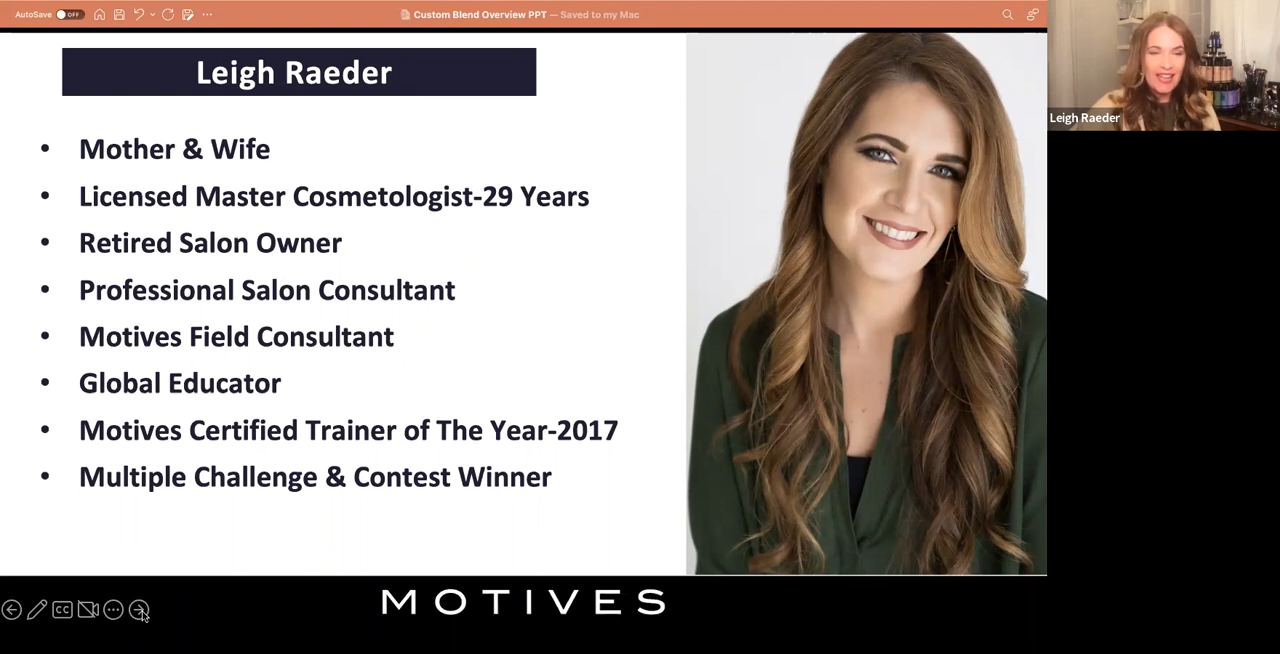 AutoSave OFF
Custom Blend Overview PPT — Saved to my Mac
Leigh Raeder
• Mother & Wife
• Licensed Master Cosmetologist-29 Years
• Retired Salon Owner
• Professional Salon Consultant
• Motives Field Consultant
• Global Educator
• Motives Certified Trainer of The Year-2017
• Multiple Challenge & Contest Winner
Leigh Raeder
CC
MOTIVES